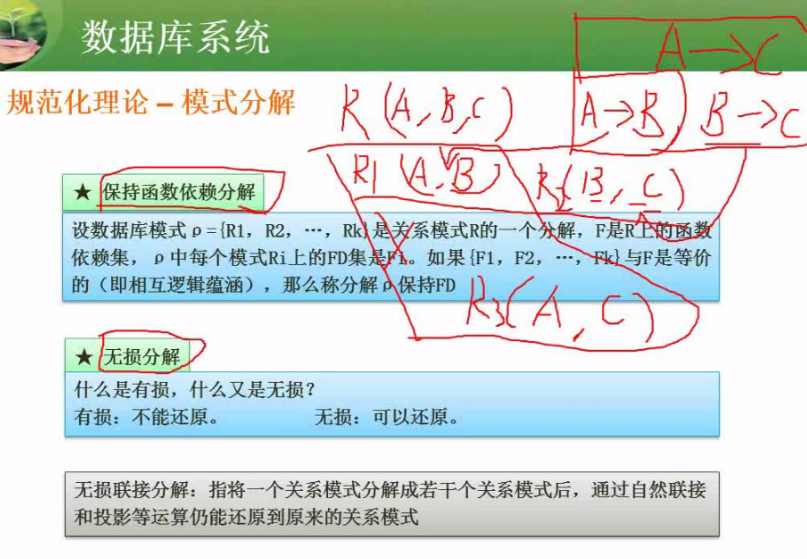 数据库系统
A→C
规范化理论 – 模式分解
R(A,B,C)
A→B, B→C
R1(A,B)
R2(B,C)
★ 保持函数依赖分解
设数据库模式ρ={R1, R2, …, Rk}是关系模式R的一个分解, F是R上的函数
依赖集, ρ中每个模式Ri上的FD集是Fi。如果{F1, F2, …, Fk}与F是等价
的（即相互逻辑蕴涵）, 那么称分解ρ保持FD
R3(A,C)
★ 无损分解
什么是有损, 什么又是无损?
有损: 不能还原。 无损: 可以还原。
无损联接分解: 指将一个关系模式分解成若干个关系模式后, 通过自然联接
和投影等运算仍能还原到原来的关系模式